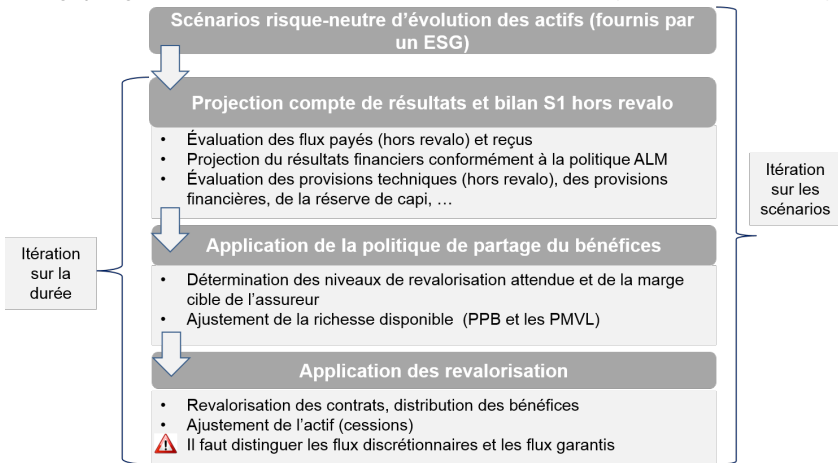 Scénarios risque-neutre d'évolution des actifs (fournis par
un ESG)
Projection compte de résultats et bilan S1 hors revalo
• Évaluation des flux payés (hors revalo) et reçus
• Projection du résultats financiers conformément à la politique ALM
• Évaluation des provisions techniques (hors revalo), des provisions
financières, de la réserve de capi, …
Itération
sur les
scénarios
Application de la politique de partage du bénéfices
Itération
sur la
durée
• Détermination des niveaux de revalorisation attendue et de la marge
cible de l'assureur
• Ajustement de la richesse disponible (PPB et les PMVL)
Application des revalorisation
• Revalorisation des contrats, distribution des bénéfices
• Ajustement de l'actif (cessions)
Il faut distinguer les flux discrétionnaires et les flux garantis